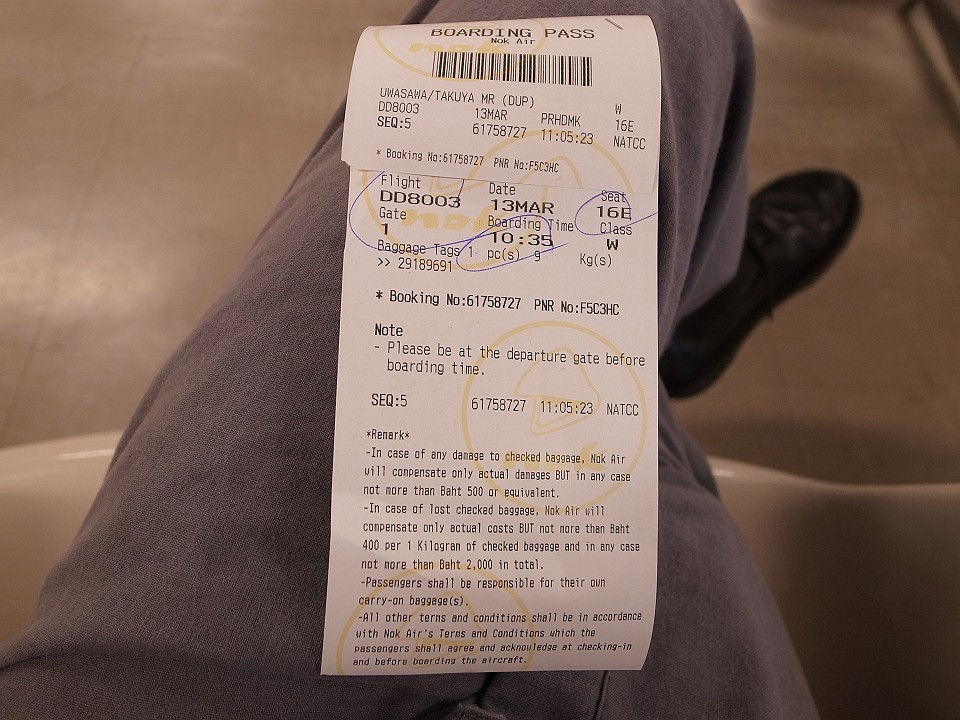 BOARDING PASS
Nok Air
UWASAWA/TAKUYA MR (DUP) W
DD8003 13MAR PRHDMK 16E
SEQ:5 61758727 11:05:23 NATCC
* Booking No:61758727 PNR No:F5C3HC
Flight Date Seat
DD8003 13MAR 16E
Gate Boarding Time Class
1 10:35 W
Baggage Tags 1 pc(s) 9 Kg(s)
>> 29189691
* Booking No:61758727 PNR No:F5C3HC
Note
- Please be at the departure gate before
boarding time.
SEQ:5 61758727 11:05:23 NATCC
*Remark*
-In case of any damage to checked baggage, Nok Air
will compensate only actual damages BUT in any case
not more than Baht 500 or equivalent.
-In case of lost checked baggage, Nok Air will
compensate only actual costs BUT not more than Baht
400 per 1 Kilogram of checked baggage and in any case
not more than Baht 2,000 in total.
-Passengers shall be responsible for their own
carry-on baggage(s).
-All other terms and conditions shall be in accordance
with Nok Air's Terms and Conditions which the
passengers shall agree and acknowledge at checking-in
and before boarding the aircraft.